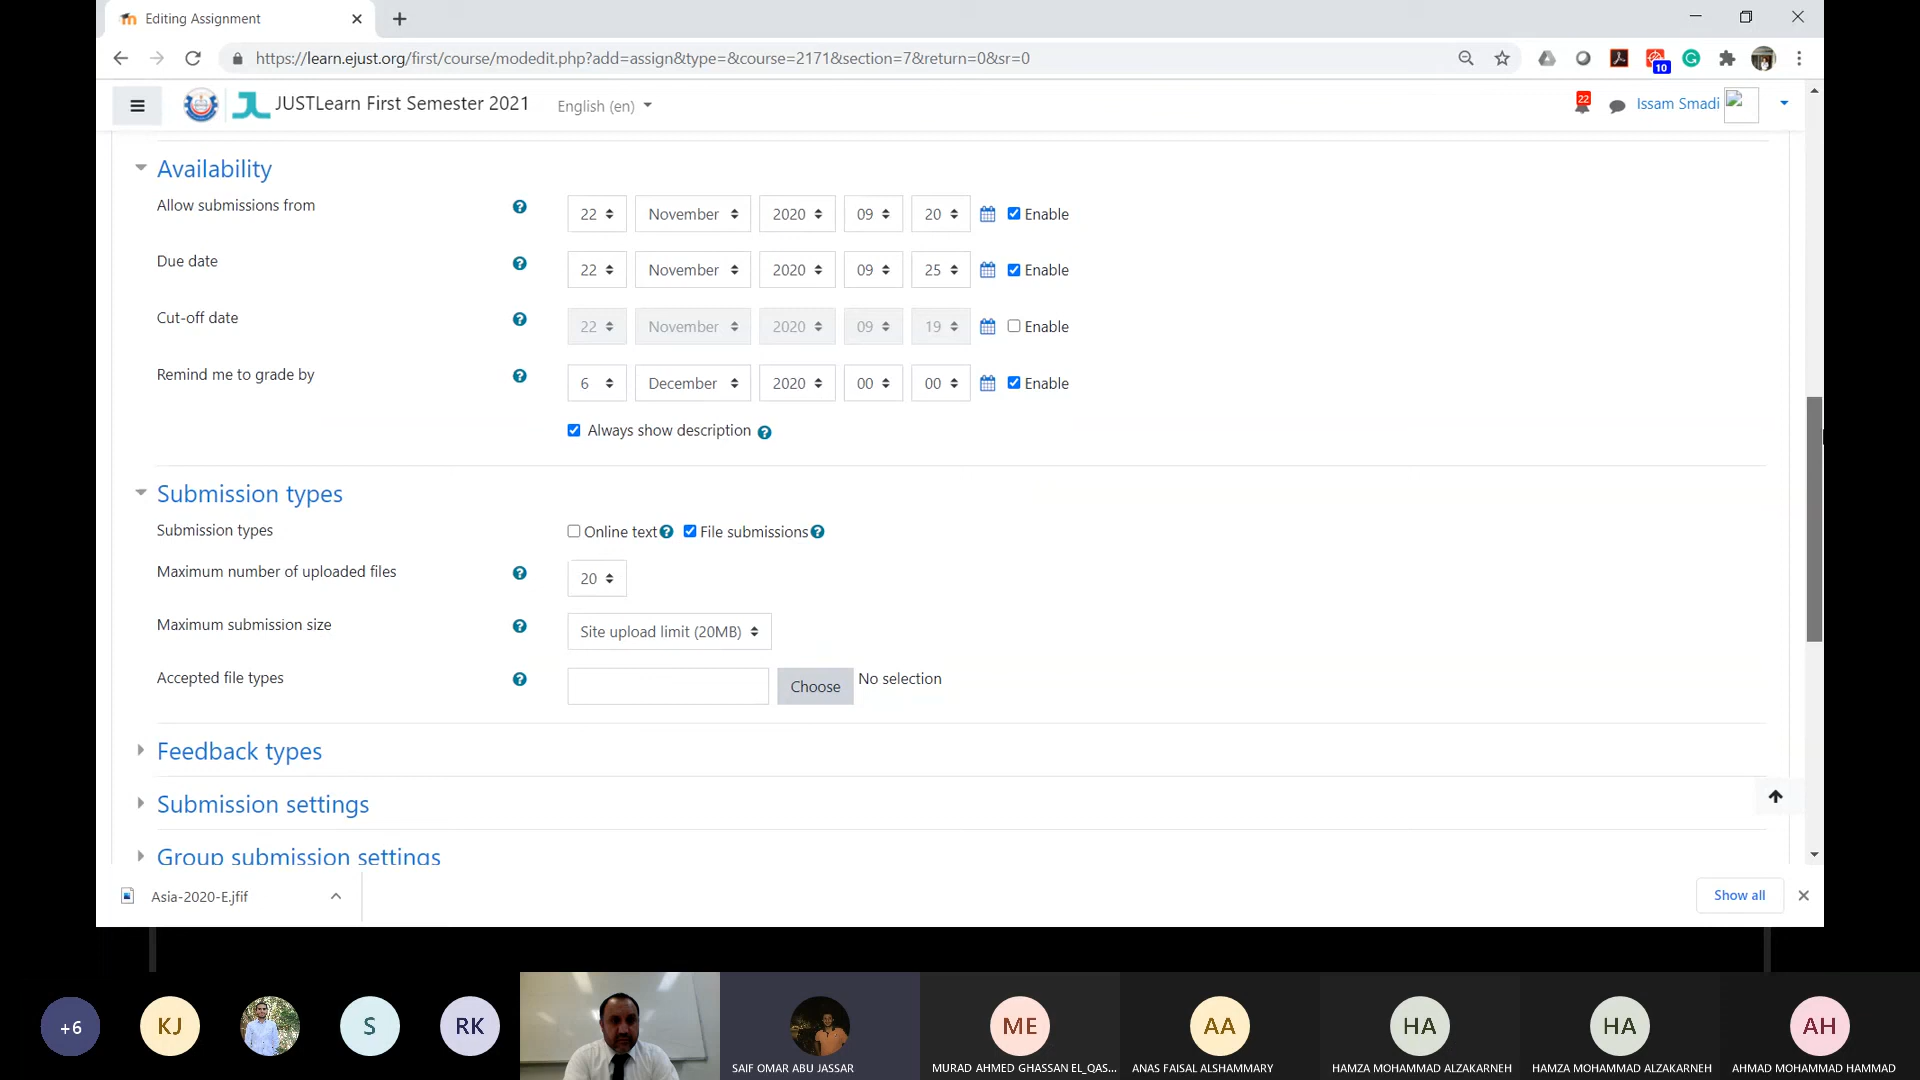 Editing Assignment
https://learn.ejust.org/first/course/modedit.php?add=assign&type=&course=2171&section=7&return=0&sr=0
10
JUSTLearn First Semester 2021
English (en)
22
Issam Smadi
Availability
Allow submissions from
22 November 2020 09 20 Enable
Due date
22 November 2020 09 25 Enable
Cut-off date
22 November 2020 09 19 Enable
Remind me to grade by
6 December 2020 00 00 Enable
Always show description
Submission types
Submission types
Online text File submissions
Maximum number of uploaded files
20
Maximum submission size
Site upload limit (20MB)
Accepted file types
Choose No selection
Feedback types
Submission settings
Group submission settings
Asia-2020-E.jfif
Show all
+6
KJ
S
RK
SAIF OMAR ABU JASSAR
ME
MURAD AHMED GHASSAN EL_QAS...
AA
ANAS FAISAL ALSHAMMARY
HA
HAMZA MOHAMMAD ALZAKARNEH
HA
HAMZA MOHAMMAD ALZAKARNEH
AH
AHMAD MOHAMMAD HAMMAD